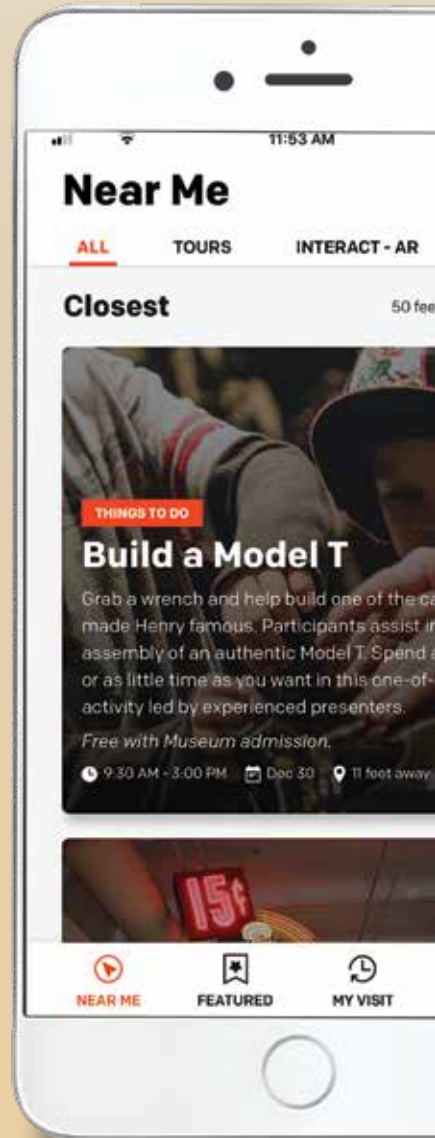 11:53 AM
Near Me
ALL TOURS INTERACT - AR
Closest 50 fee
THINGS TO DO
Build a Model T
Grab a wrench and help build one of the ca
made Henry famous. Participants assist in
assembly of an authentic Model T. Spend a
or as little time as you want in this one-of-
activity led by experienced presenters.
Free with Museum admission.
9:30 AM - 3:00 PM Dec 30 11 feet away
15¢
NEAR ME FEATURED MY VISIT